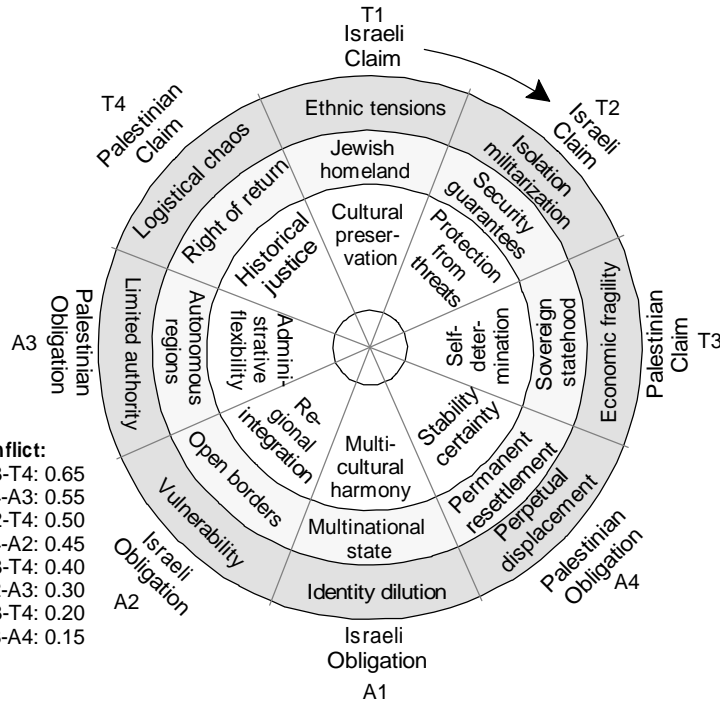 T1
Israeli
Claim
T2
Israeli
Claim
T3
Palestinian
Claim
A4
Palestinian
Obligation
A1
Israeli
Obligation
A2
Israeli
Obligation
A3
Palestinian
Obligation
T4
Palestinian
Claim
Ethnic tensions
Jewish
homeland
Cultural
preser-
vation
Isolation
militarization
Security
guarantees
Protection
from
threats
Economic fragility
Sovereign
statehood
Self-
deter-
mination
Perpetual
displacement
Permanent
resettlement
Stability
certainty
Identity dilution
Multinational
state
Multi-
cultural
harmony
Vulnerability
Open borders
Re-
gional
integration
Limited authority
Autonomous
regions
Admini-
strative
flexibility
Logistical chaos
Right of return
Historical
justice
nflict:
-T4: 0.65
-A3: 0.55
-T4: 0.50
-A2: 0.45
-T4: 0.40
-A3: 0.30
-T4: 0.20
-A4: 0.15